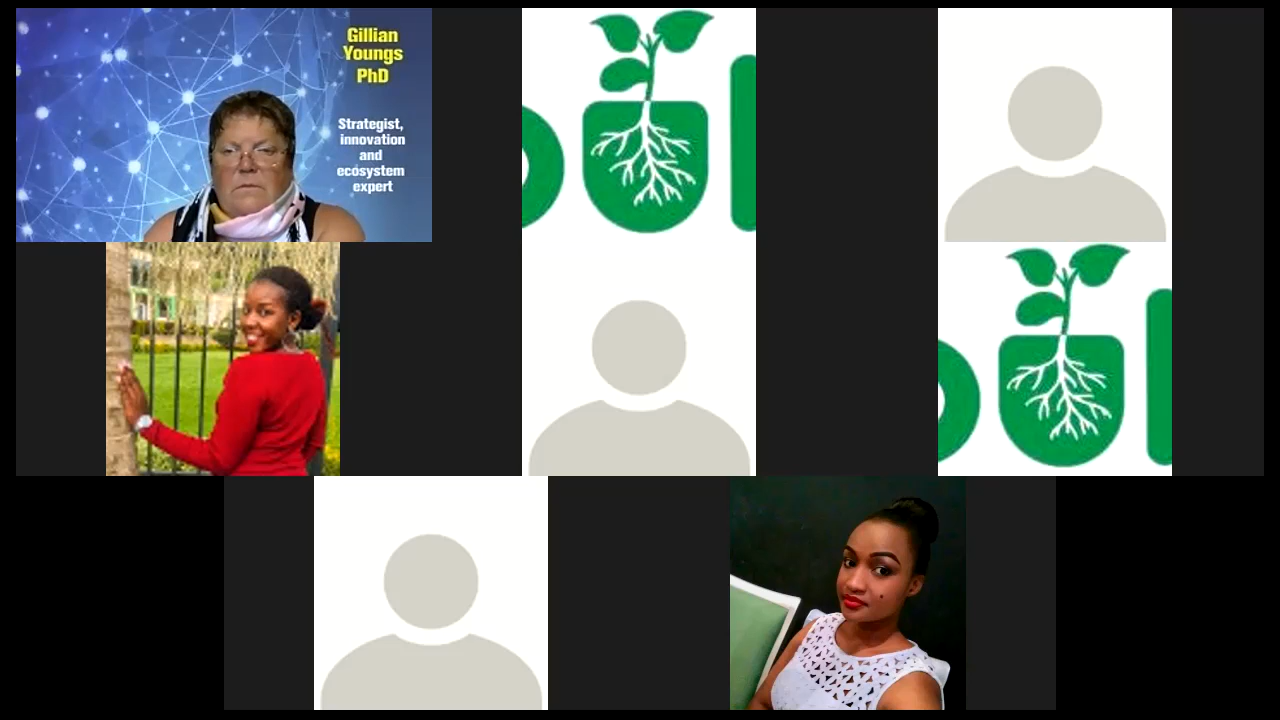 Gillian
Youngs
PhD
Strategist,
innovation
and
ecosystem
expert